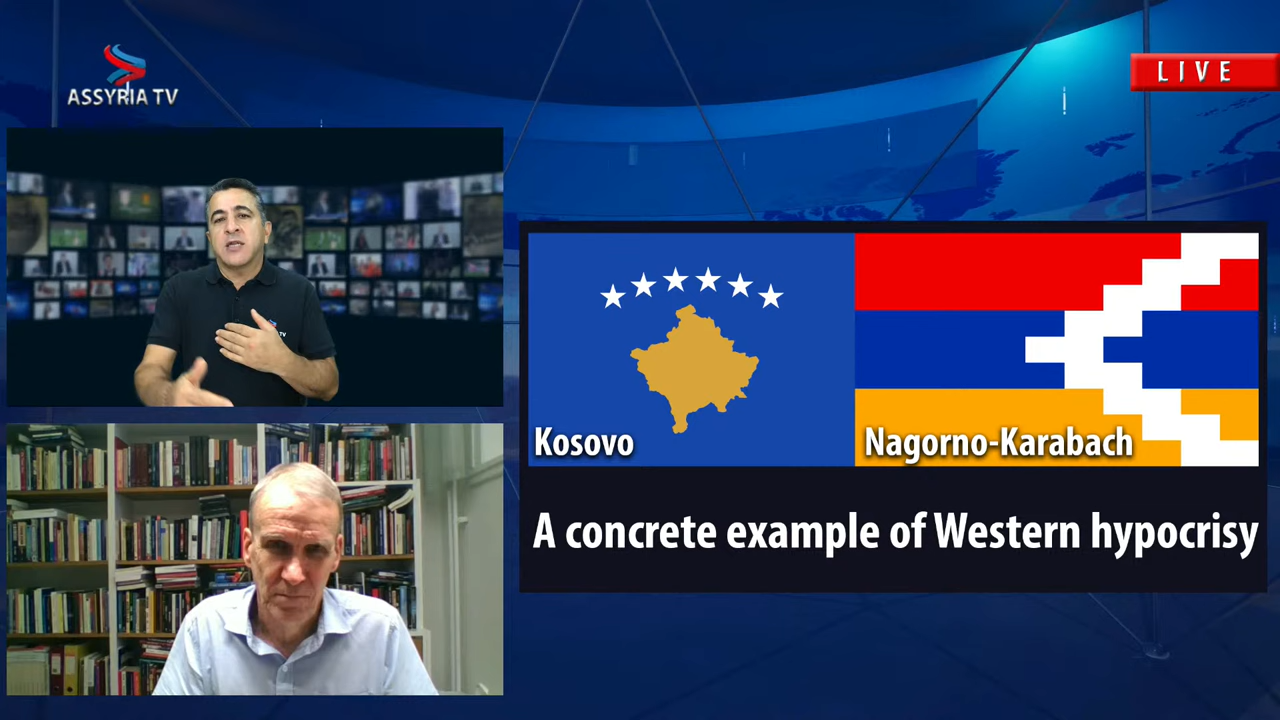 ASSYRIA TV
LIVE
Kosovo
Nagorno-Karabach
A concrete example of Western hypocrisy